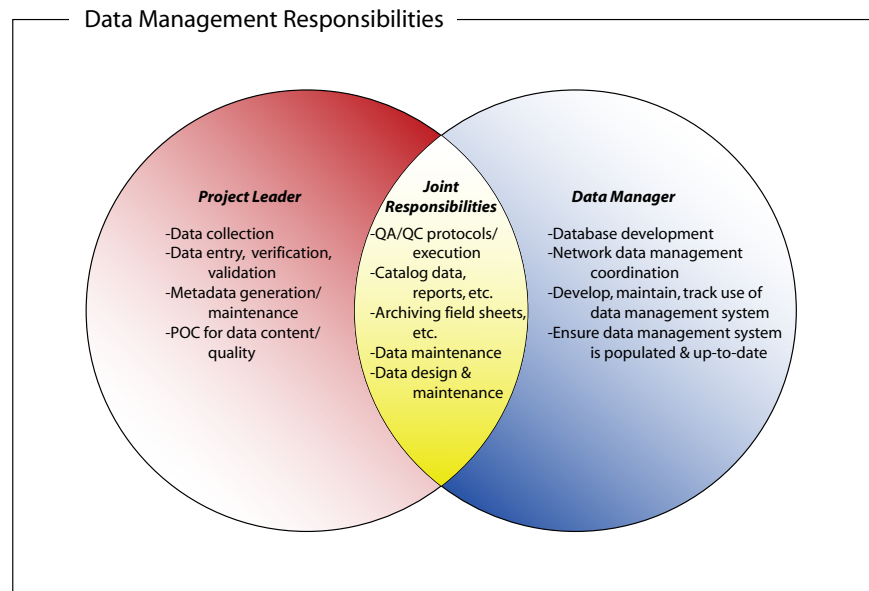 Data Management Responsibilities
Project Leader
-Data collection
-Data entry, verification,
validation
-Metadata generation/
maintenance
-POC for data content/
quality
Joint
Responsibilities
-QA/QC protocols/
execution
-Catalog data,
reports, etc.
-Archiving field sheets,
etc.
-Data maintenance
-Data design &
maintenance
Data Manager
-Database development
-Network data management
coordination
-Develop, maintain, track use of
data management system
-Ensure data management system
is populated & up-to-date